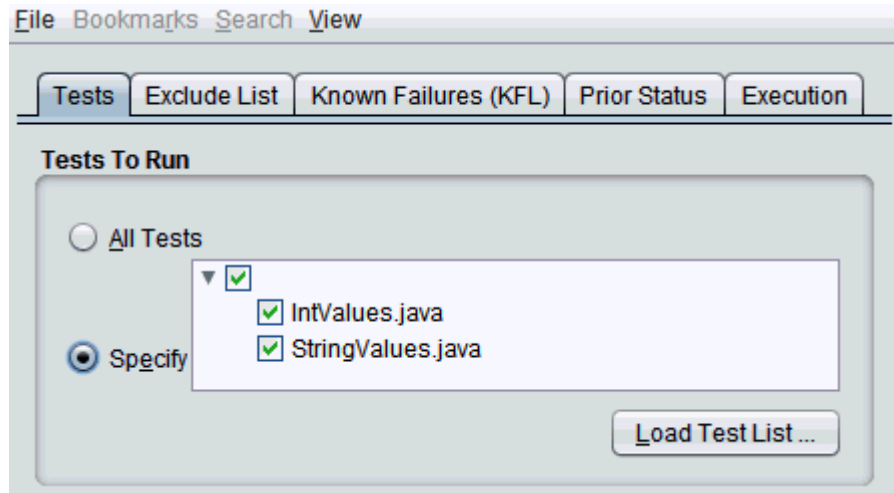 File Bookmarks Search View
Tests Exclude List Known Failures (KFL) Prior Status Execution
Tests To Run
All Tests
IntValues.java
Specify StringValues.java
Load Test List ...